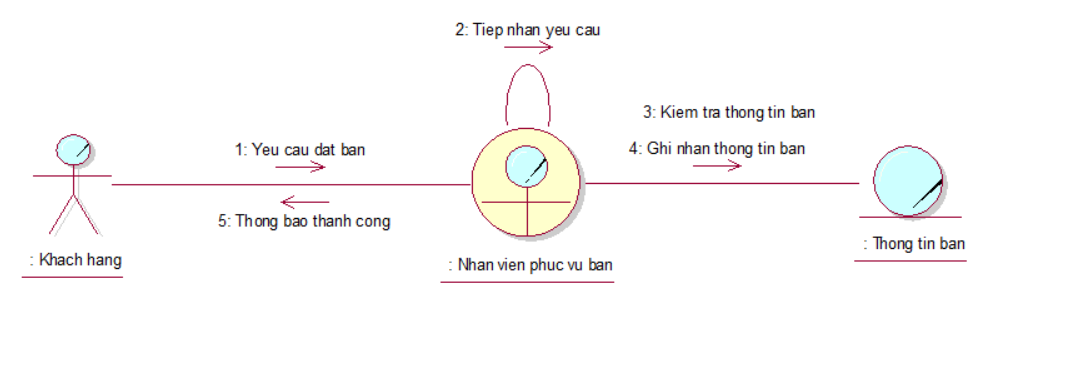 2: Tiep nhan yeu cau
3: Kiem tra thong tin ban
1: Yeu cau dat ban
4: Ghi nhan thong tin ban
5: Thong bao thanh cong
: Khach hang
: Nhan vien phuc vu ban
: Thong tin ban